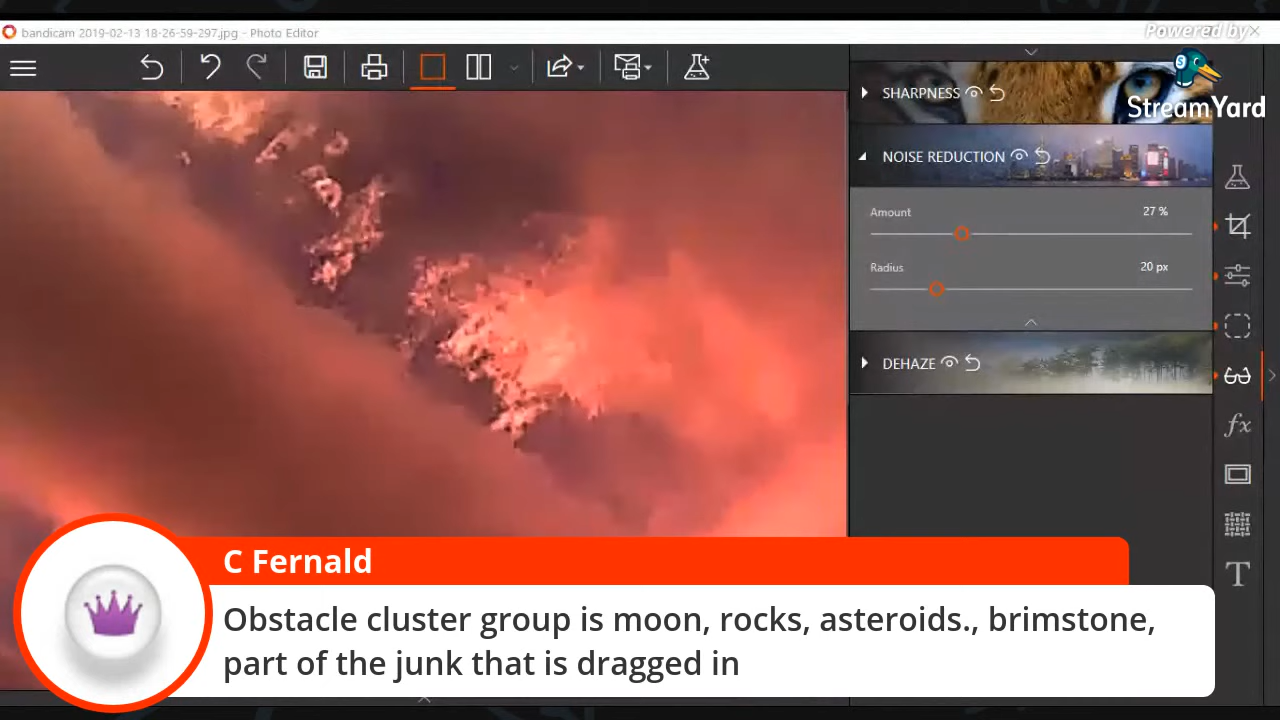 bandicam 2019-02-13 18-26-59-297.jpg - Photo Editor
Powered by
StreamYard
SHARPNESS
NOISE REDUCTION
Amount
27 %
Radius
20 px
DEHAZE
fx
T
C Fernald
Obstacle cluster group is moon, rocks, asteroids., brimstone,
part of the junk that is dragged in